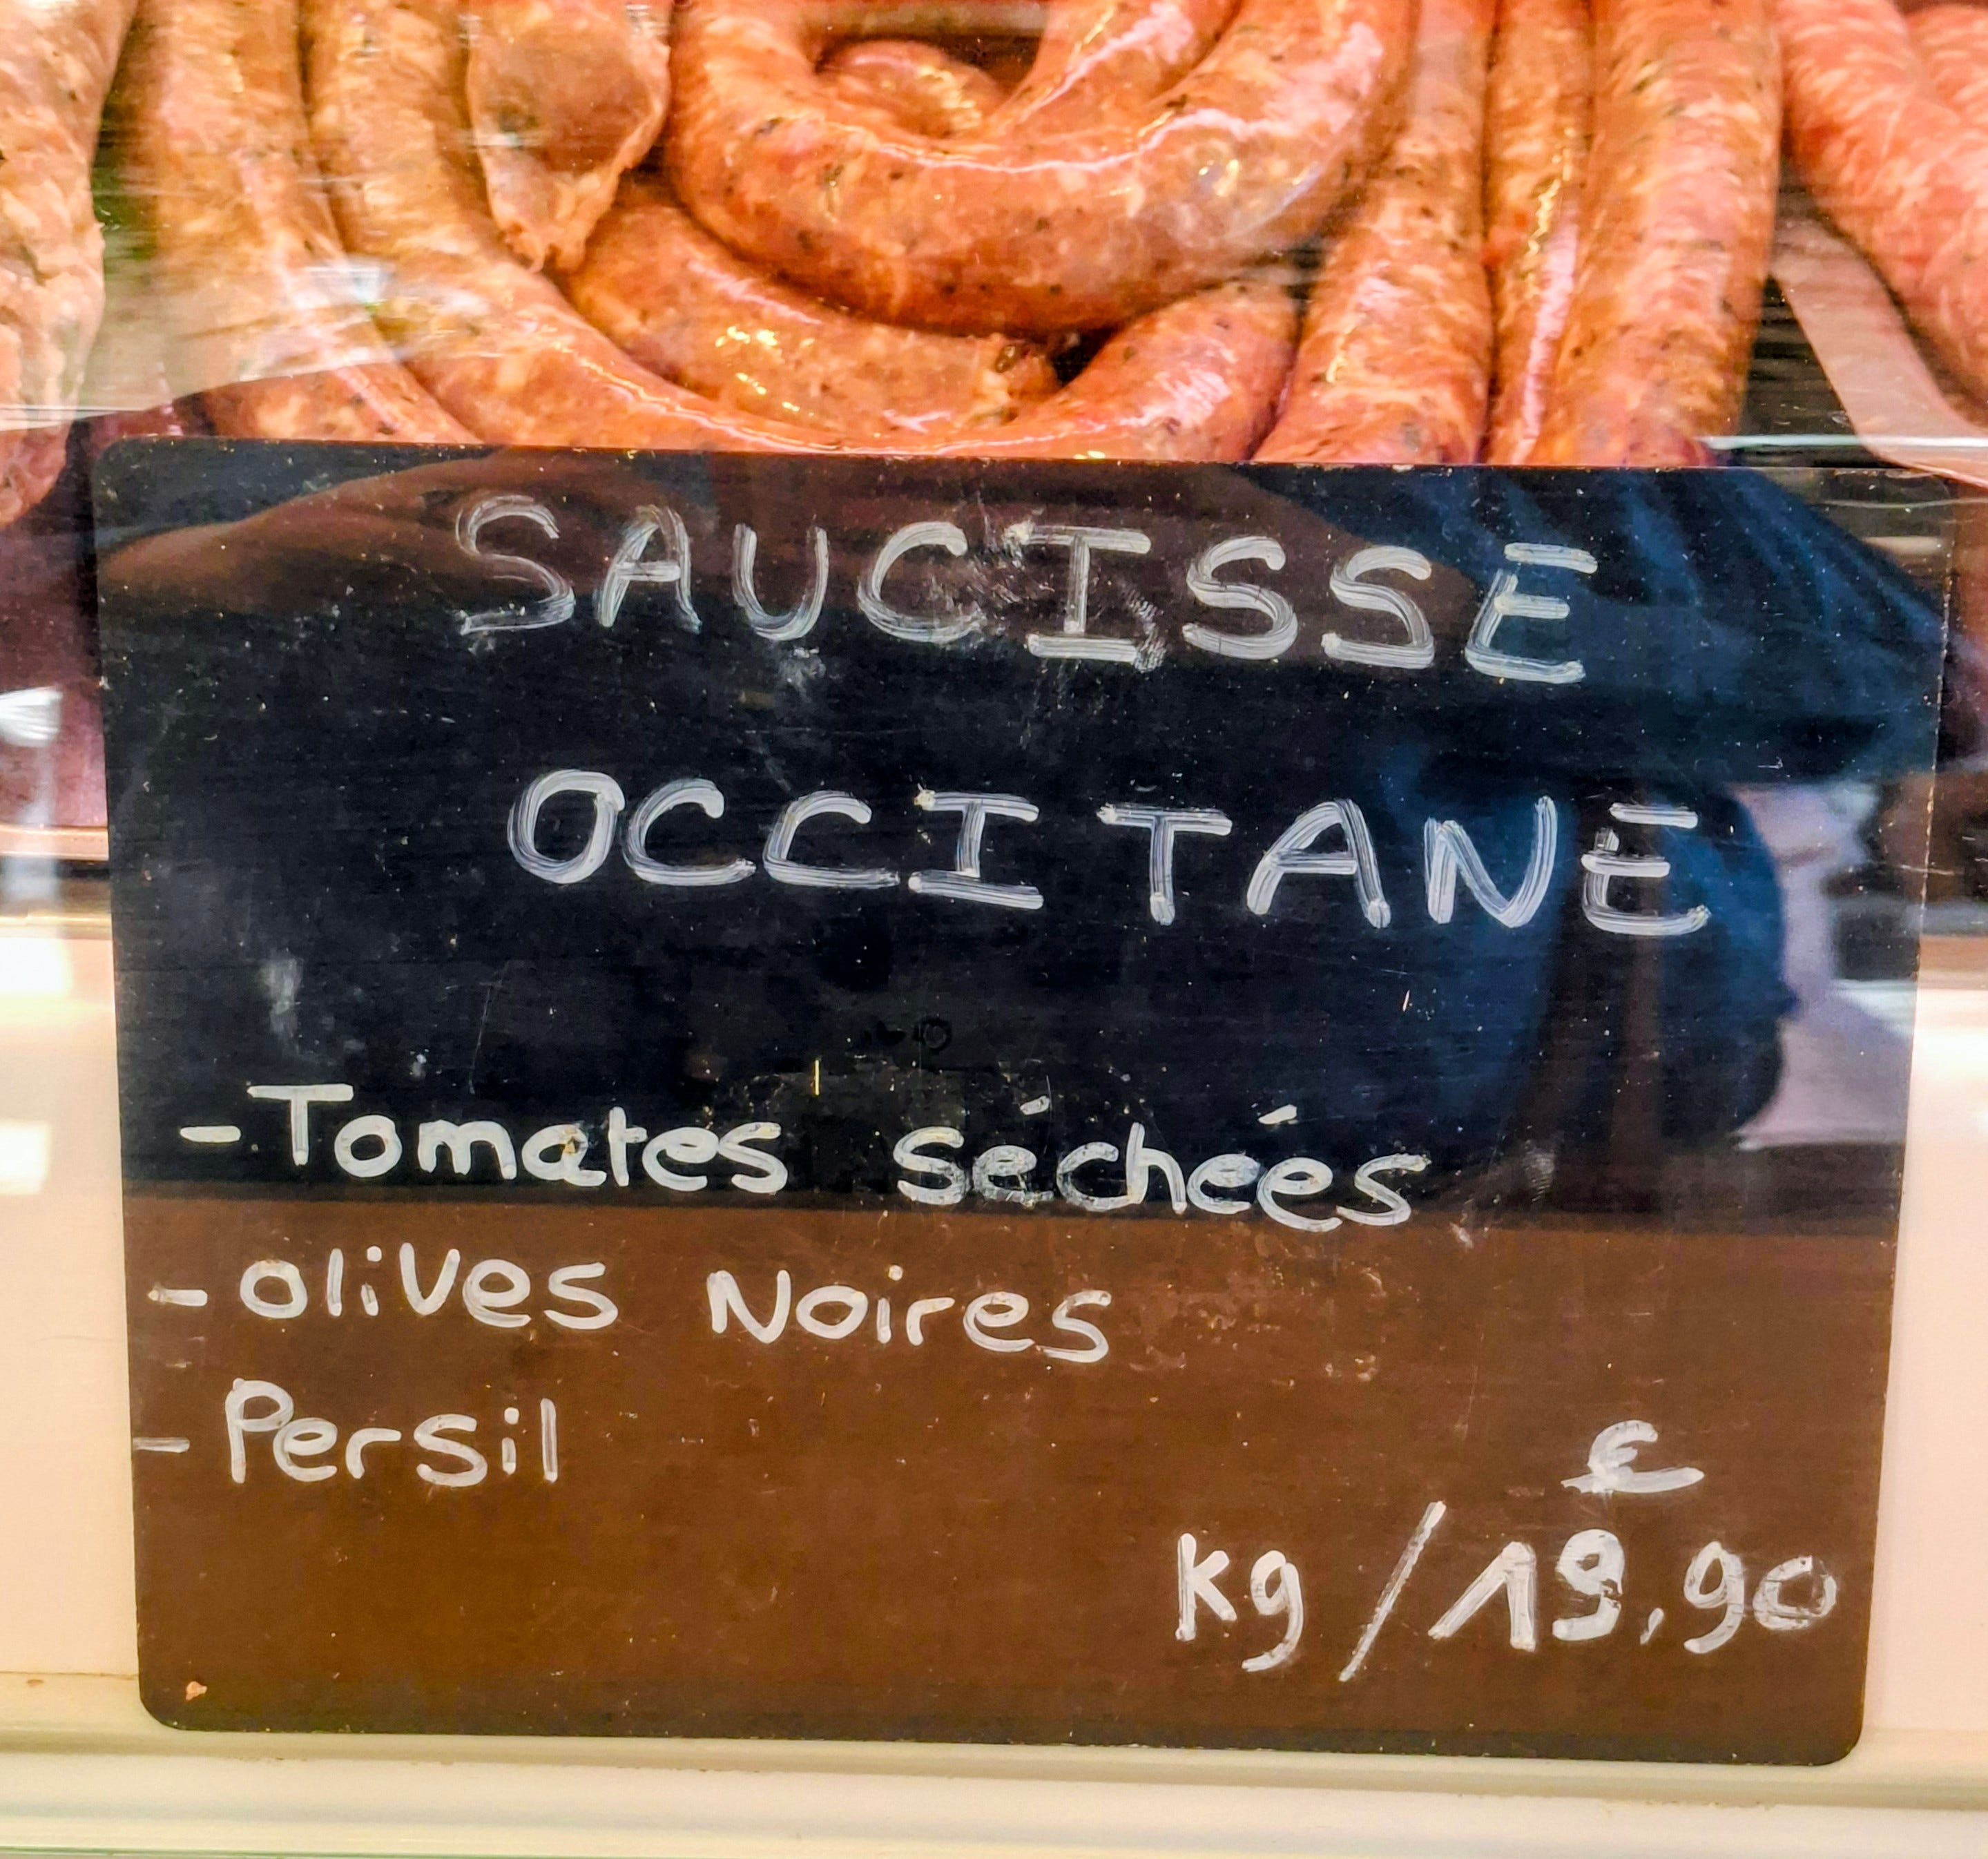 SAUCISSE
OCCITANE
- Tomates séchées
- olives Noires
- Persil
€
kg / 19,90